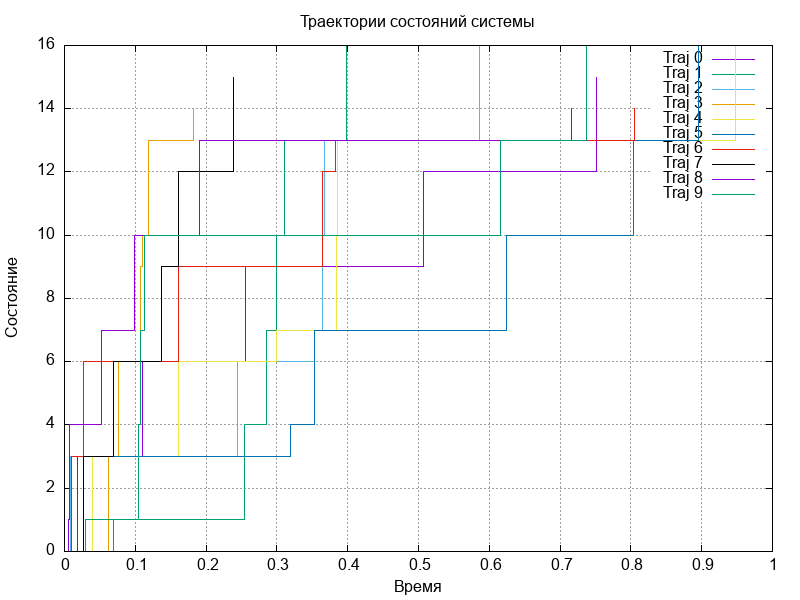 Траектории состояний системы
16
14
12
10
8
6
4
2
0
Состояние
Traj 0
Traj 1
Traj 2
Traj 3
Traj 4
Traj 5
Traj 6
Traj 7
Traj 8
Traj 9
0 0.1 0.2 0.3 0.4 0.5 0.6 0.7 0.8 0.9 1
Время